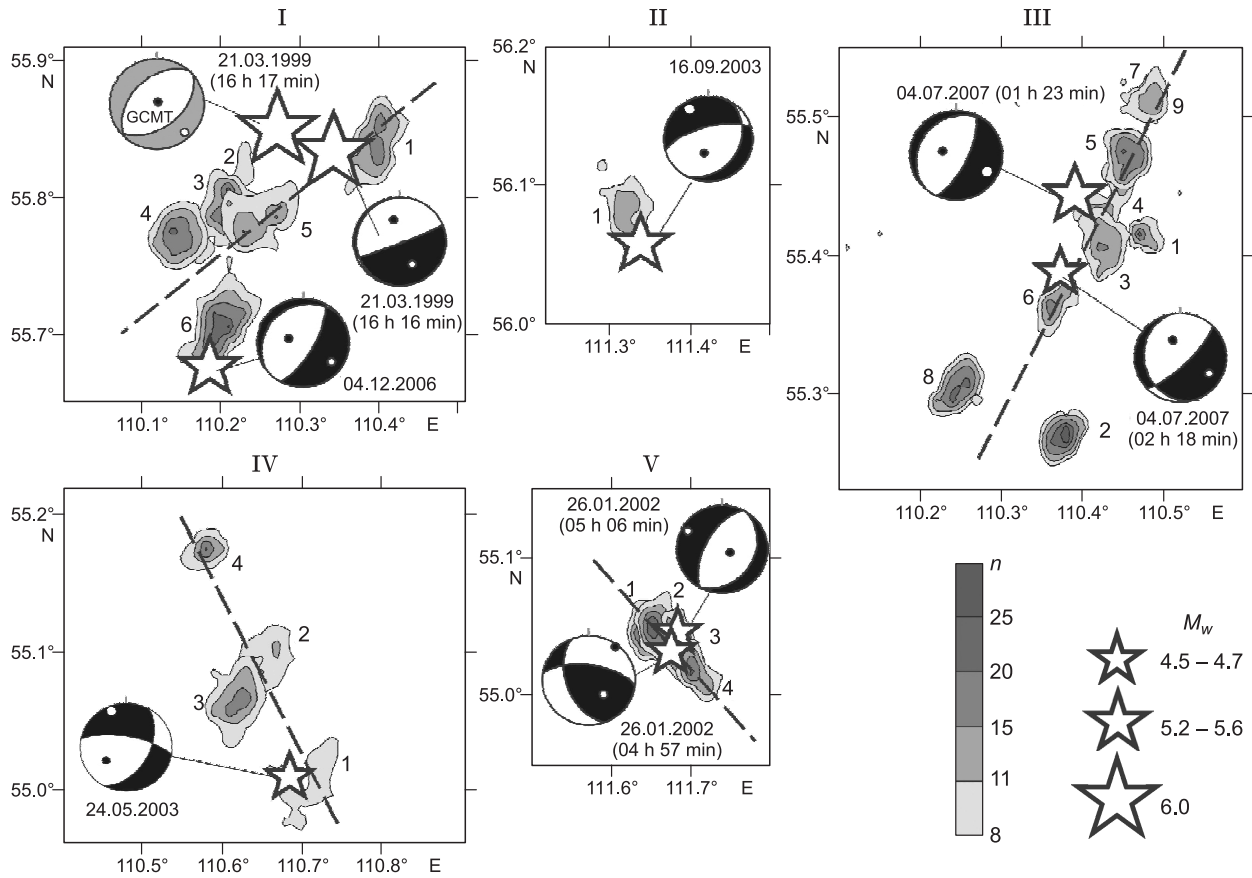 I
55.9°
N
55.8°
55.7°
21.03.1999
(16 h 17 min)
GCMT
1
2
3
4
5
6
21.03.1999
(16 h 16 min)
04.12.2006
110.1° 110.2° 110.3° 110.4° E
II
56.2°
N
56.1°
56.0°
16.09.2003
1
111.3° 111.4° E
III
55.5°
N
55.4°
55.3°
04.07.2007 (01 h 23 min)
7
9
5
4
1
3
6
8
2
04.07.2007
(02 h 18 min)
110.2° 110.3° 110.4° 110.5° E
IV
55.2°
N
55.1°
55.0°
4
2
3
1
24.05.2003
110.5° 110.6° 110.7° 110.8° E
V
55.1°
N
55.0°
26.01.2002
(05 h 06 min)
1 2
3
4
26.01.2002
(04 h 57 min)
111.6° 111.7° E
n
25
20
15
11
8
Mw
4.5 – 4.7
5.2 – 5.6
6.0